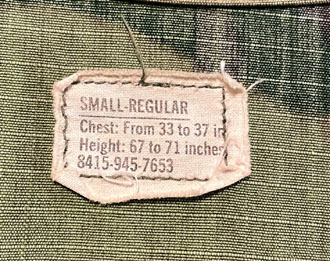 SMALL-REGULAR
Chest: From 33 to 37 in
Height: 67 to 71 inches
8415-945-7653